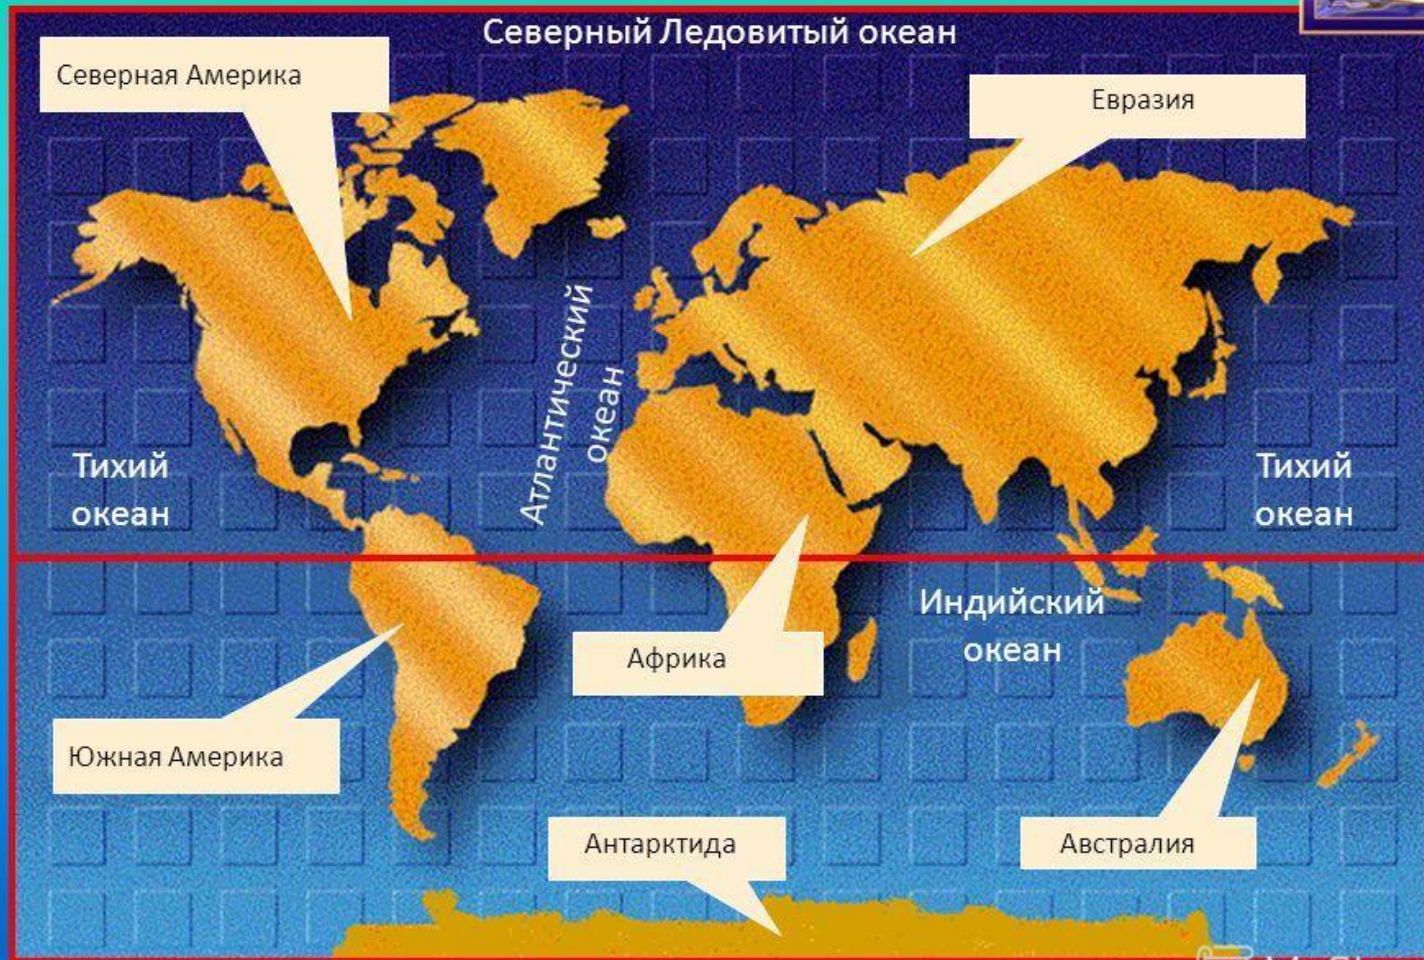 Северный Ледовитый океан
Северная Америка
Евразия
Атлантический
океан
Тихий
океан
Тихий
океан
Индийский
океан
Африка
Южная Америка
Антарктида
Австралия